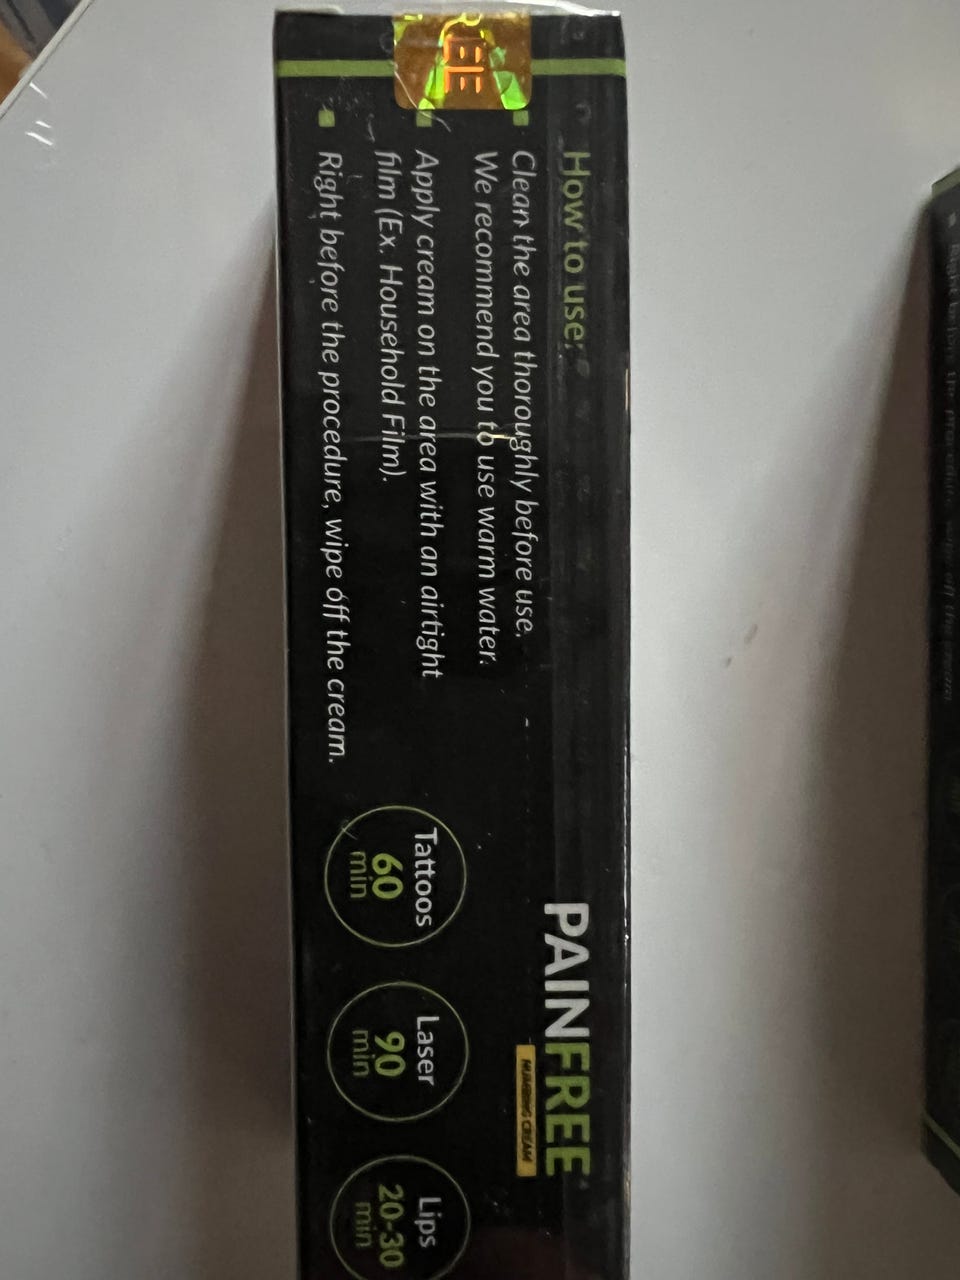 How to use:
Clean the area thoroughly before use.
We recommend you to use warm water.
Apply cream on the area with an airtight
film (Ex. Household Film).
Right before the procedure, wipe off the cream.
PAINFREE
NUMBING CREAM
Tattoos
60
min
Laser
90
min
Lips
20-30
min